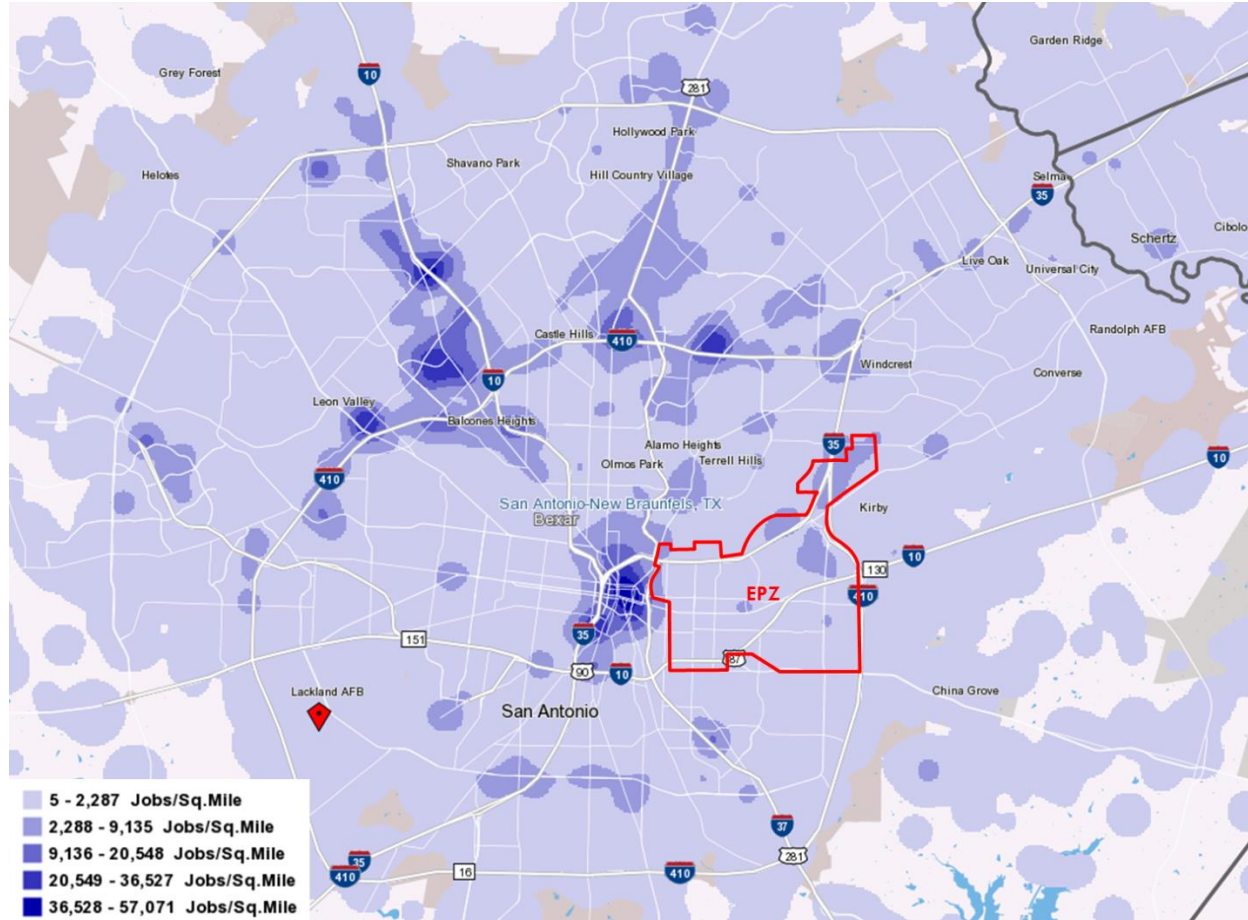 Garden Ridge
Grey Forest
10
281
Hollywood Park
Shavano Park
Helotes
Hill Country Village
Selma
35
Schertz
Cibolo
Live Oak
Universal City
Randolph AFB
Castle Hills
410
Windcrest
Converse
10
Leon Valley
Balcones Heights
Alamo Heights
35
Olmos Park
Terrell Hills
10
410
San Antonio-New Braunfels, TX
Bexar
Kirby
10
130
EPZ
410
35
151
87
90
10
Lackland AFB
China Grove
San Antonio
5 - 2,287 Jobs/Sq.Mile
2,288 - 9,135 Jobs/Sq.Mile
37
9,136 - 20,548 Jobs/Sq.Mile
281
35
16
410
410
20,549 - 36,527 Jobs/Sq.Mile
36,528 - 57,071 Jobs/Sq.Mile